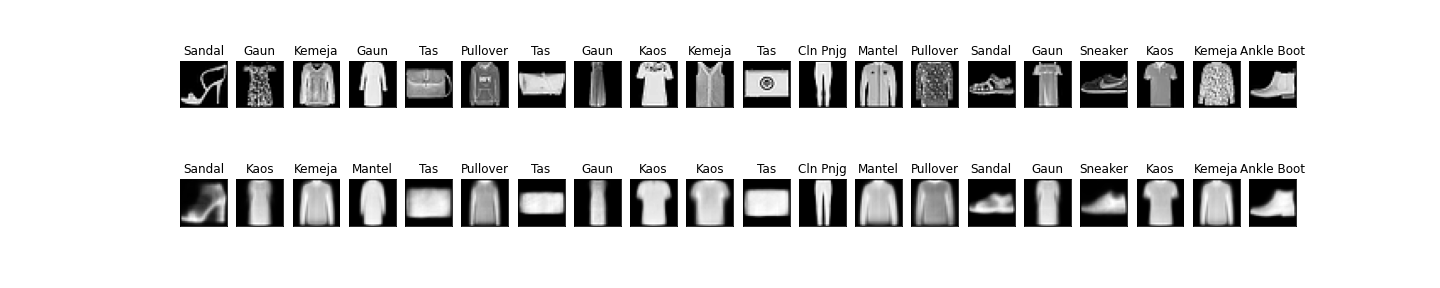 Sandal Gaun Kemeja Gaun Tas Pullover Tas Gaun Kaos Kemeja Tas Cln Pnjg Mantel Pullover Sandal Gaun Sneaker Kaos Kemeja Ankle Boot
Sandal Kaos Kemeja Mantel Tas Pullover Tas Gaun Kaos Kaos Tas Cln Pnjg Mantel Pullover Sandal Gaun Sneaker Kaos Kemeja Ankle Boot